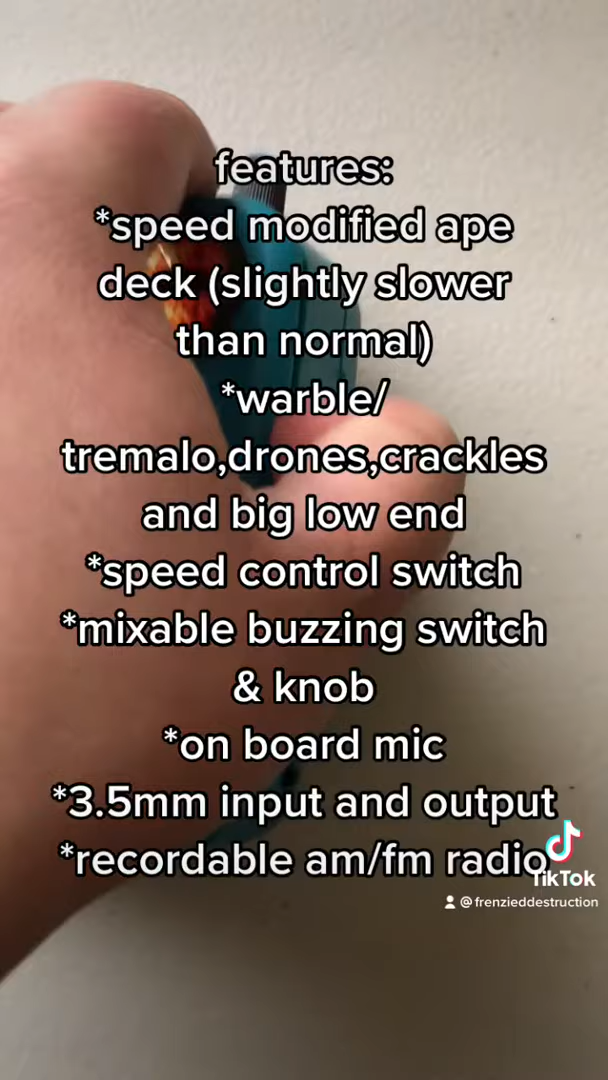 features:
*speed modified ape
deck (slightly slower
than normal)
*warble/
tremalo,drones,crackles
and big low end
*speed control switch
*mixable buzzing switch
& knob
*on board mic
*3.5mm input and output
*recordable am/fm radio
TikTok
@frenzieddestruction